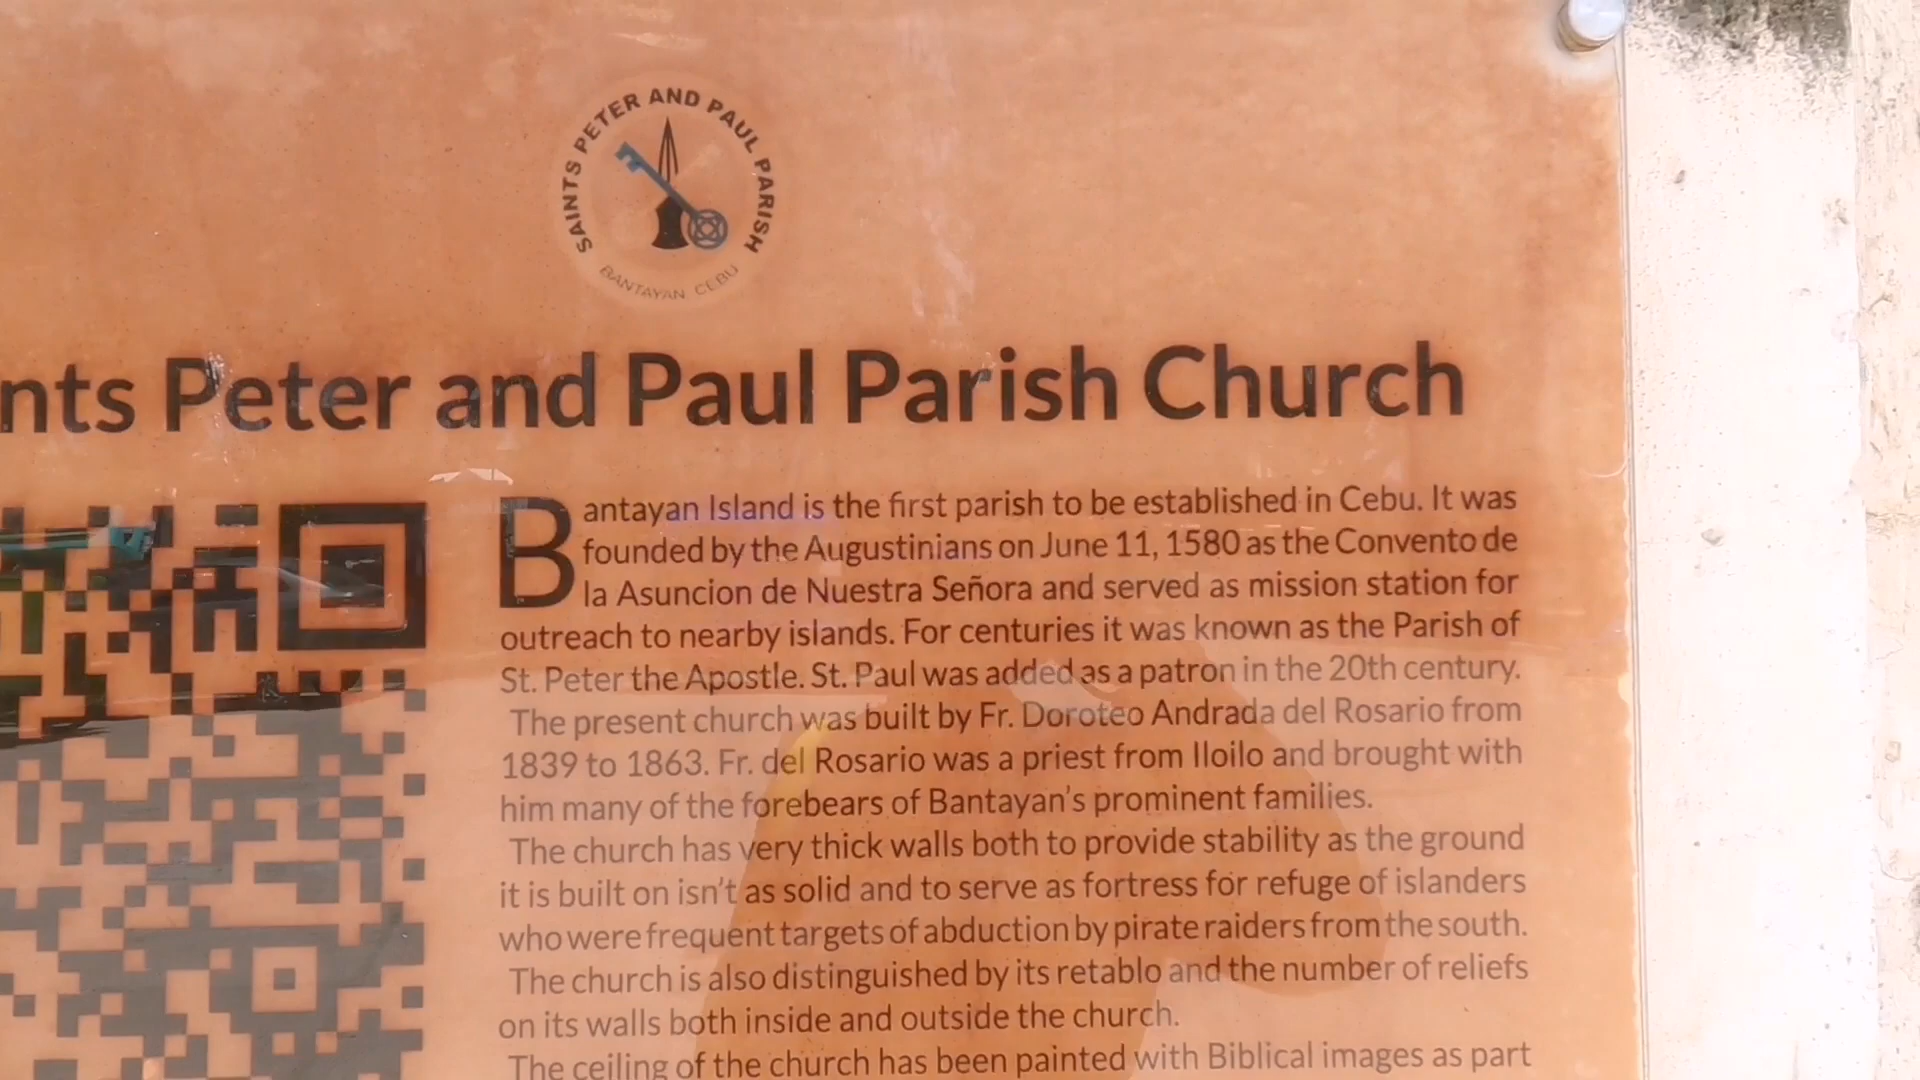 SAINTS PETER AND PAUL PARISH
BANTAYAN CEBU
nts Peter and Paul Parish Church
Bantayan Island is the first parish to be established in Cebu. It was
founded by the Augustinians on June 11, 1580 as the Convento de
la Asuncion de Nuestra Señora and served as mission station for
outreach to nearby islands. For centuries it was known as the Parish of
St. Peter the Apostle. St. Paul was added as a patron in the 20th century.
The present church was built by Fr. Doroteo Andrada del Rosario from
1839 to 1863. Fr. del Rosario was a priest from Iloilo and brought with
him many of the forebears of Bantayan's prominent families.
The church has very thick walls both to provide stability as the ground
it is built on isn't as solid and to serve as fortress for refuge of islanders
who were frequent targets of abduction by pirate raiders from the south.
The church is also distinguished by its retablo and the number of reliefs
on its walls both inside and outside the church.
The ceiling of the church has been painted with Biblical images as part